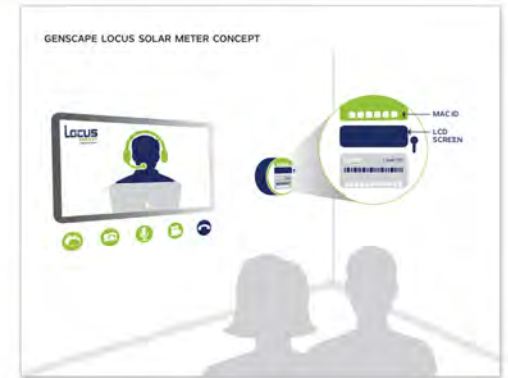 GENSCAPE LOCUS SOLAR METER CONCEPT
Locus
MAC ID
LCD
SCREEN